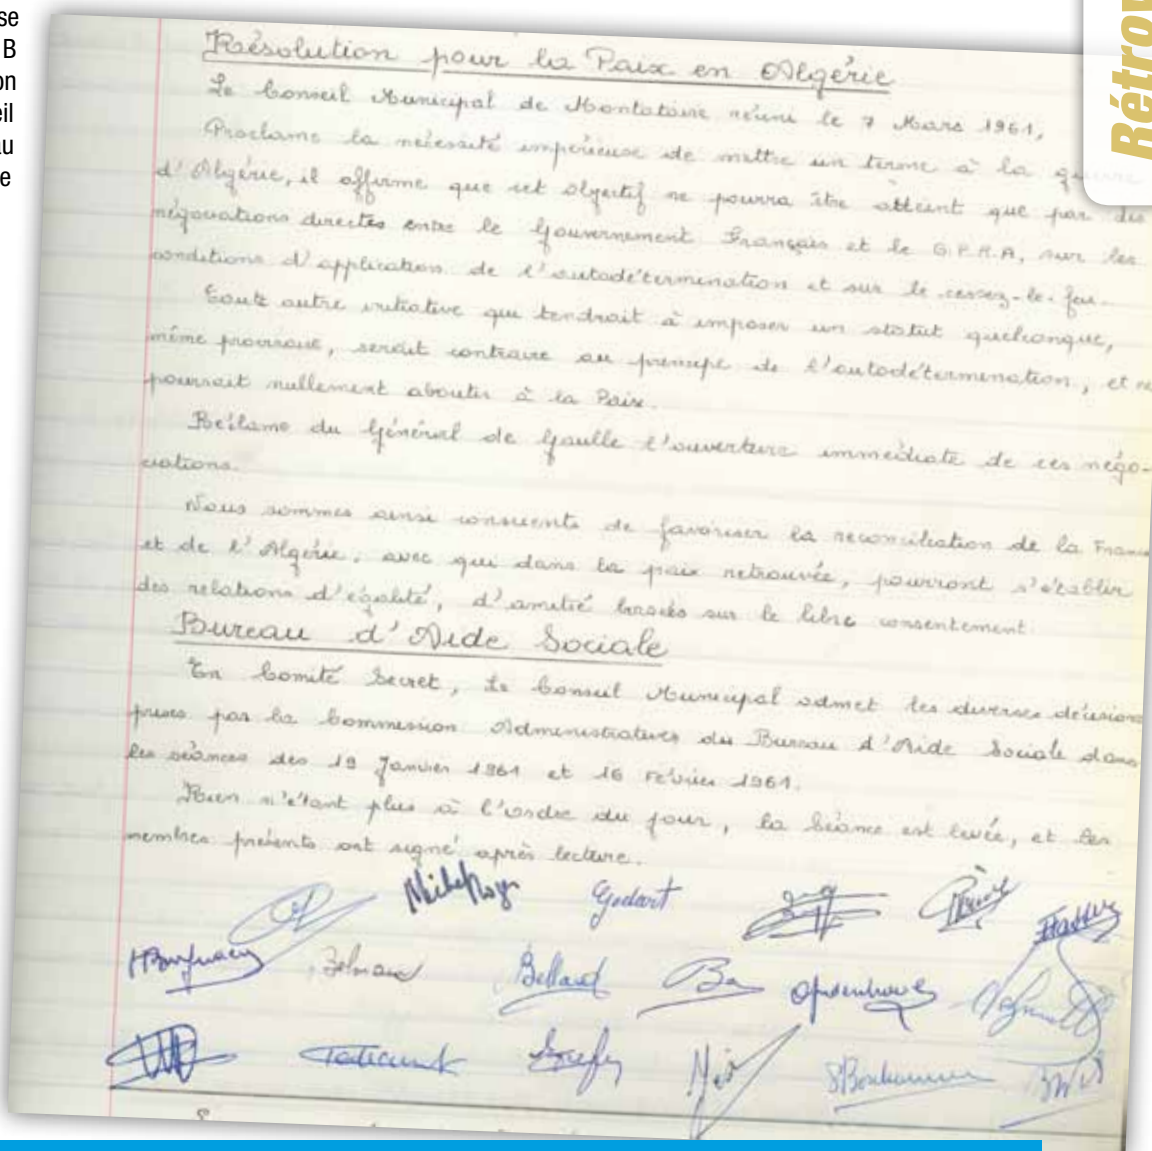 se
B
on
eil
au
e
Rétrov
Résolution pour la Paix en Algérie
Le Conseil Municipal de Montataire réuni le 7 Mars 1961,
Proclame la nécessité impérieuse de mettre un terme à la guerre
d'Algérie, il affirme que cet objectif ne pourra être atteint que par des
négociations directes entre le Gouvernement Français et le G.P.R.A, sur les
conditions d'application de l'autodétermination et sur le cessez-le-feu.
Toute autre initiative qui tendrait à imposer un statut quelconque,
même provisoire, serait contraire au principe de l'autodétermination, et ne
pourrait nullement aboutir à la Paix.
Réclame du Général de Gaulle l'ouverture immédiate de ces négo-
ciations.
Nous sommes ainsi conscients de favoriser la reconciliation de la France
et de l'Algérie, avec qui dans la paix retrouvée, pourront s'établir
des relations d'égalité, d'amitié basées sur le libre consentement.
Bureau d'Aide Sociale
En Comité Secret, Le Conseil Municipal admet les diverses décisions
prises par la Commission Administratives du Bureau d'Aide Sociale dans
les séances des 19 Janvier 1961 et 16 Février 1961.
Rien n'étant plus à l'ordre du jour, la Séance est levée, et les
membres présents ont signé après lecture.
Godart
Bellard